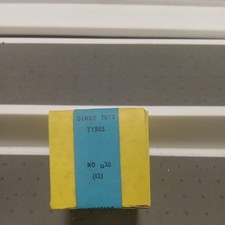 DINKY TOYS
TYRES
NO 030
(12)